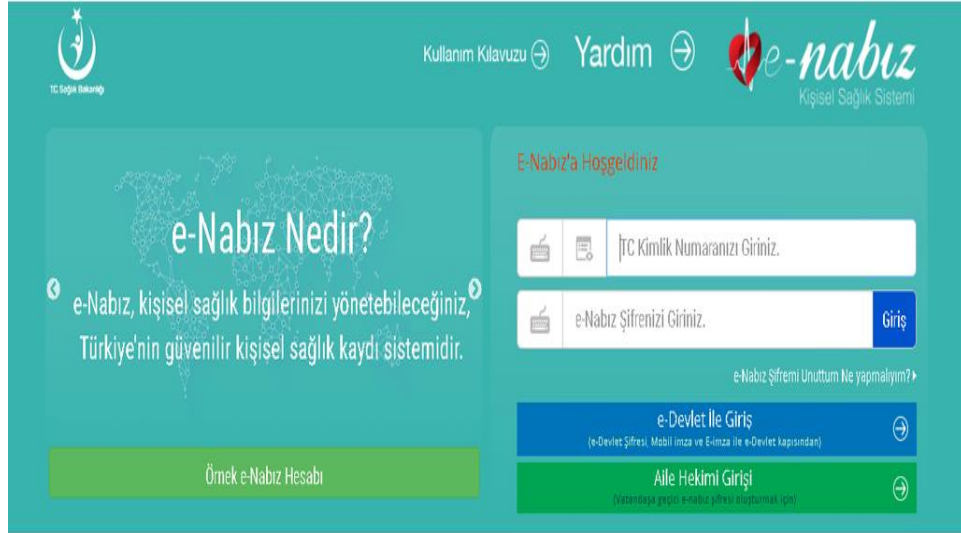 T.C. Sağlık Bakanlığı
Kullanım Kılavuzu
Yardım
e-nabız
Kişisel Sağlık Sistemi
e-Nabız Nedir?
e-Nabız, kişisel sağlık bilgilerinizi yönetebileceğiniz,
Türkiye'nin güvenilir kişisel sağlık kaydı sistemidir.
Örnek e-Nabız Hesabı
E-Nabız'a Hoşgeldiniz
TC Kimlik Numaranızı Giriniz.
e-Nabız Şifrenizi Giriniz.
Giriş
e-Nabız Şifremi Unuttum Ne yapmalıyım?
e-Devlet İle Giriş
(e-Devlet Şifresi, Mobil imza ve E-imza ile e-Devlet kapısından)
Aile Hekimi Girişi
(Vatandaşa geçici e-nabız şifresi oluşturmak için)